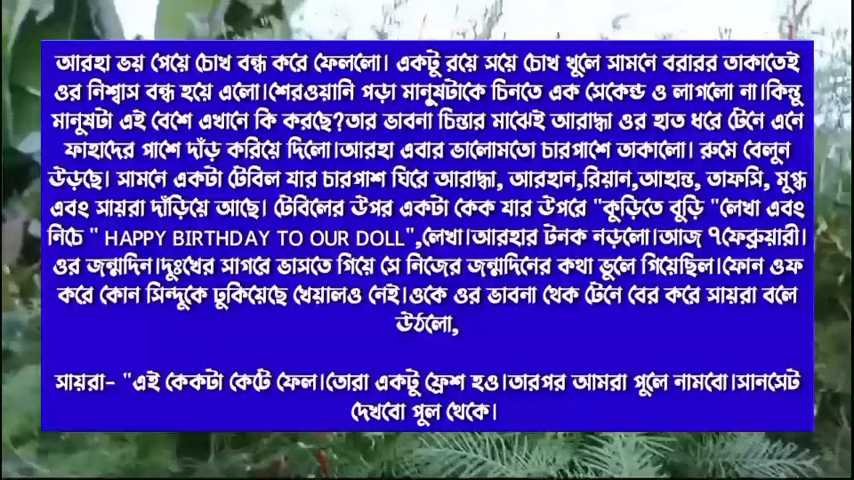 আরহা ভয় পেয়ে চোখ বন্ধ করে ফেললো। একটু রয়ে সয়ে চোখ খুলে সামনে বরারর তাকাতেই
ওর নিশ্বাস বন্ধ হয়ে এলো।শেরওয়ানি পড়া মানুষটাকে চিনতে এক সেকেন্ড ও লাগলো না।কিন্তু
মানুষটা এই বেশে এখানে কি করছে?তার ভাবনা চিন্তার মাঝেই আরাদ্ধা ওর হাত ধরে টেনে এনে
ফাহাদের পাশে দাঁড় করিয়ে দিলো।আরহা এবার ভালোমতো চারপাশে তাকালো। রুমে বেলুন
উড়ছে। সামনে একটা টেবিল যার চারপাশ ঘিরে আরাদ্ধা, আরহান,রিয়ান,আহান্ত, তাফসি, মুগ্ধ
এবং সায়রা দাঁড়িয়ে আছে। টেবিলের উপর একটা কেক যার উপরে "কুড়িতে বুড়ি "লেখা এবং
নিচে " HAPPY BIRTHDAY TO OUR DOLL",লেখা।আরহার টনক নড়লো।আজ ৭ফেব্রুয়ারী।
ওর জন্মদিন।দুঃখের সাগরে ভাসতে গিয়ে সে নিজের জন্মদিনের কথা ভুলে গিয়েছিল।ফোন ওফ
করে কোন সিন্দুকে ঢুকিয়েছে খেয়ালও নেই।ওকে ওর ভাবনা থেক টেনে বের করে সায়রা বলে
উঠলো,
সায়রা- "এই কেকটা কেটে ফেল।তোরা একটু ফ্রেশ হও।তারপর আমরা পুলে নামবো।সানসেট
দেখবো পুল থেকে।